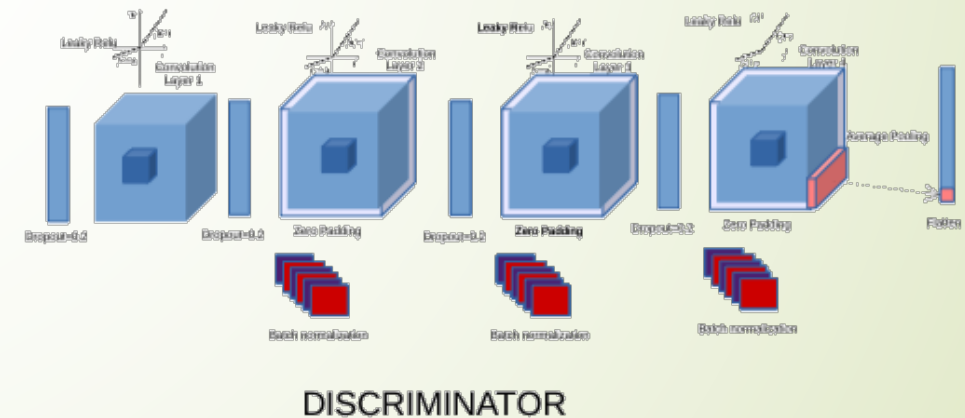 Leaky Relu
Convolution
Layer 1
Leaky Relu
Convolution
Layer 2
Leaky Relu
Convolution
Layer 3
Leaky Relu
Convolution
Average Pooling
Dropout=0.2
Dropout=0.2
Zero Padding
Dropout=0.2
Zero Padding
Dropout=0.2
Zero Padding
Flatten
Batch normalization
Batch normalization
Batch normalization
DISCRIMINATOR